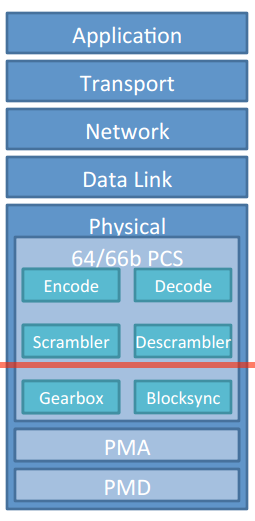 Application
Transport
Network
Data Link
Physical
64/66b PCS
Encode
Decode
Scrambler
Descrambler
Gearbox
Blocksync
PMA
PMD